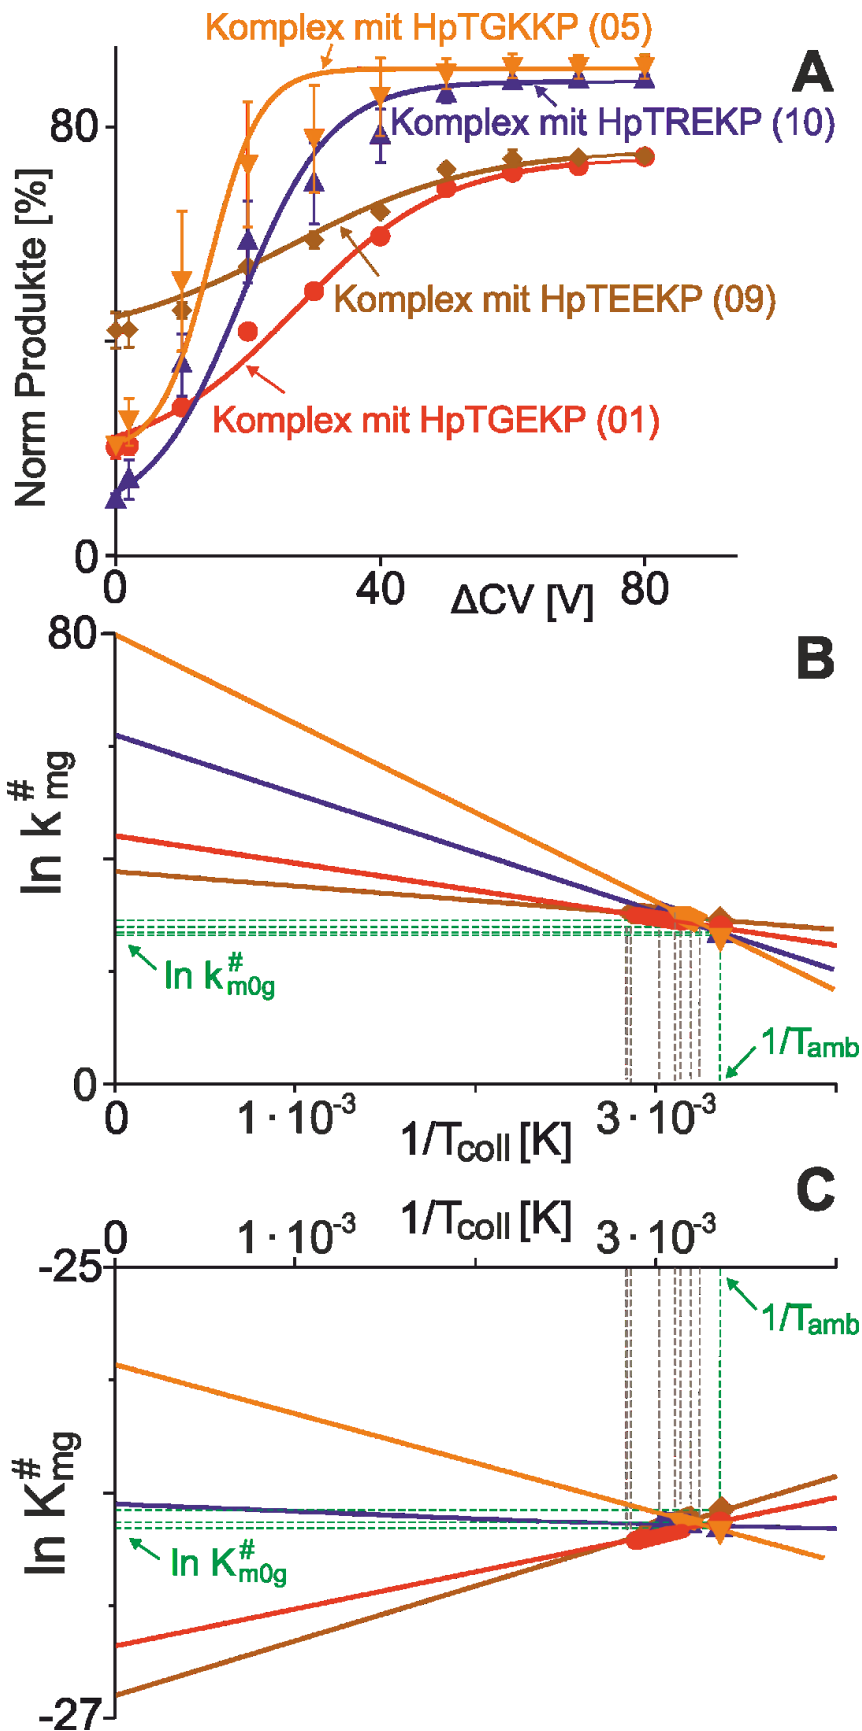 Komplex mit HpTGKKP (05)
A
80
Komplex mit HpTREKP (10)
Norm Produkte [%]
Komplex mit HpTEEKP (09)
Komplex mit HpTGEKP (01)
0
0 40 ΔCV [V] 80
80
B
ln k#mg
ln k#m0g
1/Tamb
0
0 1·10-3 1/Tcoll [K] 3·10-3
C
0 1·10-3 1/Tcoll [K] 3·10-3
-25
1/Tamb
ln K#mg
ln K#m0g
-27